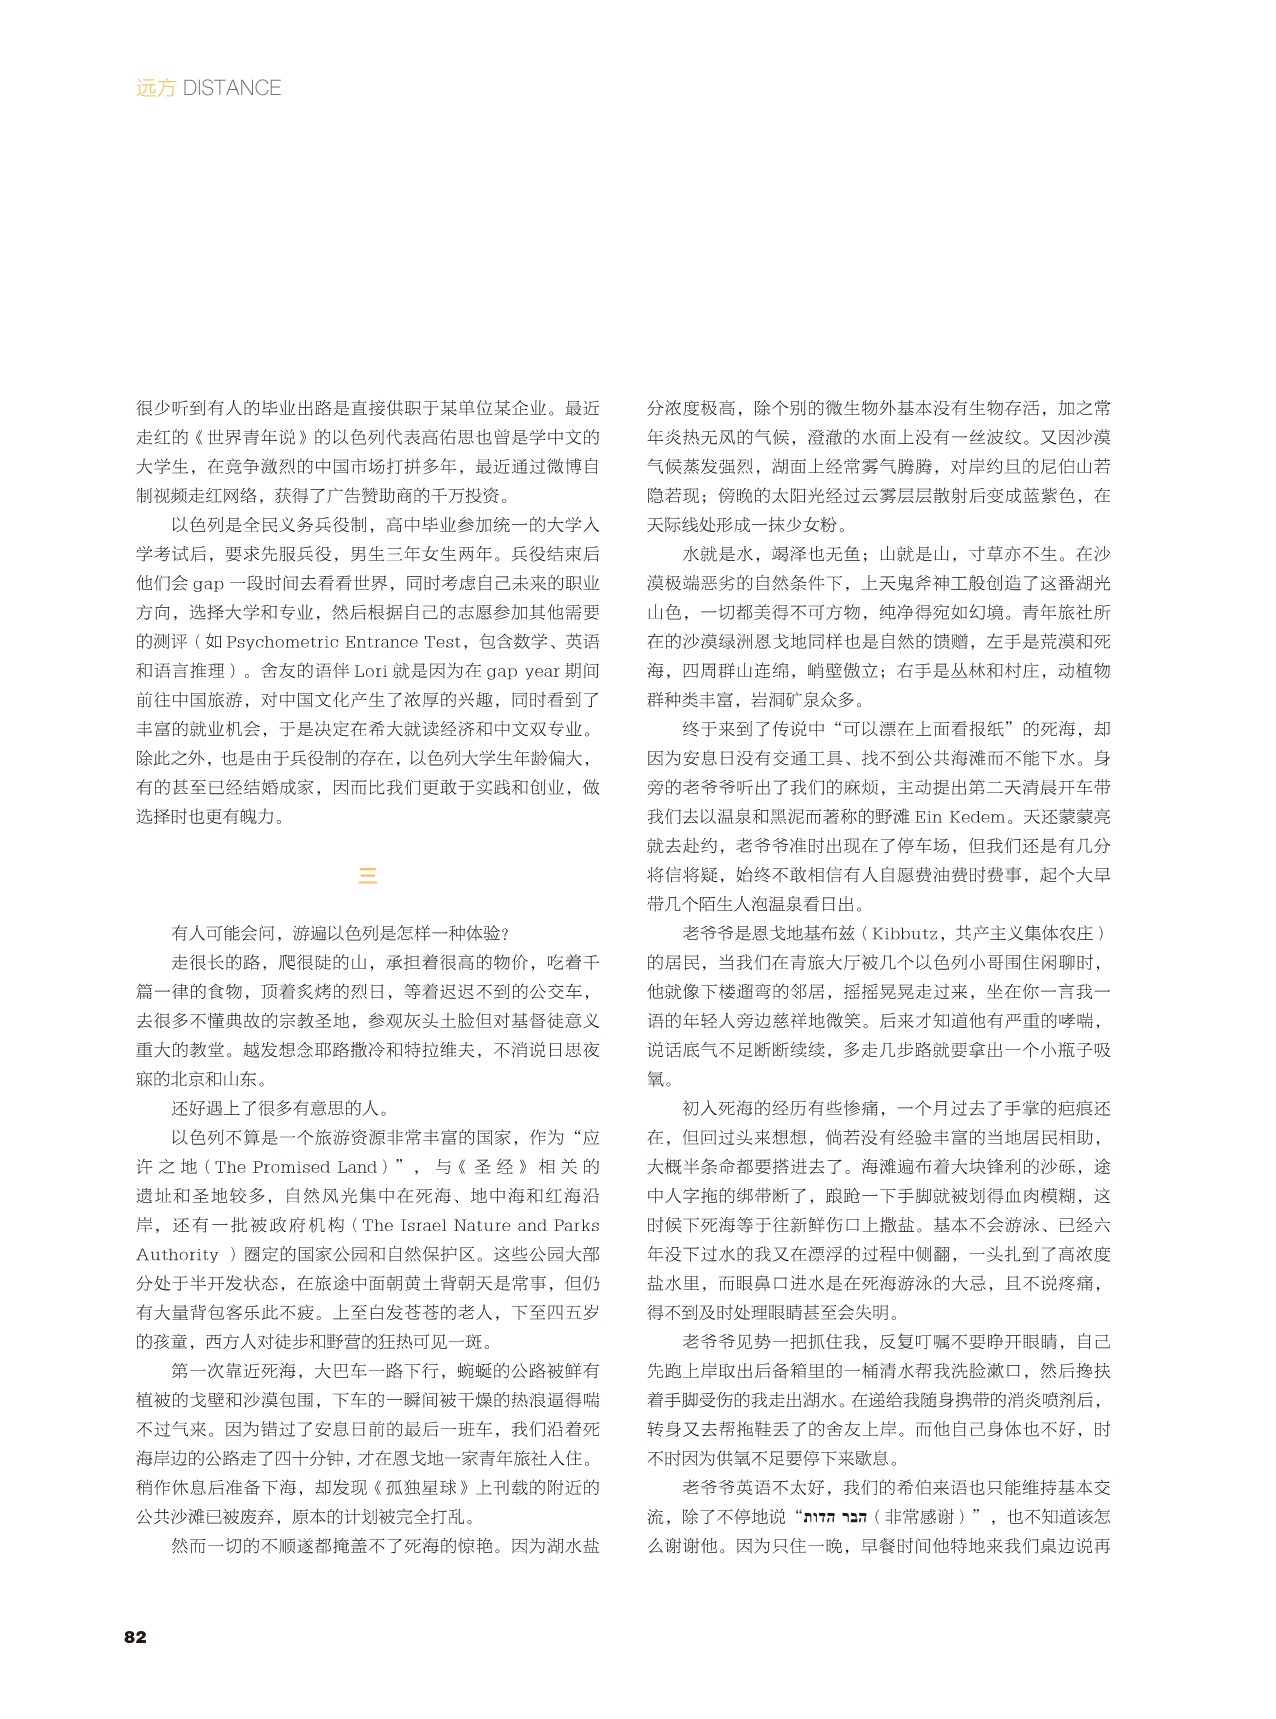 远方 DISTANCE
很少听到有人的毕业出路是直接供职于某单位某企业。最近
走红的《世界青年说》的以色列代表高佑思也曾是学中文的
大学生，在竞争激烈的中国市场打拼多年，最近通过微博自
制视频走红网络，获得了广告赞助商的千万投资。
以色列是全民义务兵役制，高中毕业参加统一的大学入
学考试后，要求先服兵役，男生三年女生两年。兵役结束后
他们会 gap 一段时间去看看世界，同时考虑自己未来的职业
方向，选择大学和专业，然后根据自己的志愿参加其他需要
的测评（如 Psychometric Entrance Test，包含数学、英语
和语言推理）。舍友的语伴 Lori 就是因为在 gap year 期间
前往中国旅游，对中国文化产生了浓厚的兴趣，同时看到了
丰富的就业机会，于是决定在希大就读经济和中文双专业。
除此之外，也是由于兵役制的存在，以色列大学生年龄偏大，
有的甚至已经结婚成家，因而比我们更敢于实践和创业，做
选择时也更有魄力。
三
有人可能会问，游遍以色列是怎样一种体验？
走很长的路，爬很陡的山，承担着很高的物价，吃着千
篇一律的食物，顶着炙烤的烈日，等着迟迟不到的公交车，
去很多不懂典故的宗教圣地，参观灰头土脸但对基督徒意义
重大的教堂。越发想念耶路撒冷和特拉维夫，不消说日思夜
寐的北京和山东。
还好遇上了很多有意思的人。
以色列不算是一个旅游资源非常丰富的国家，作为“应
许之地（The Promised Land）”，与《圣经》相关的
遗址和圣地较多，自然风光集中在死海、地中海和红海沿
岸，还有一批被政府机构（The Israel Nature and Parks
Authority ）圈定的国家公园和自然保护区。这些公园大部
分处于半开发状态，在旅途中面朝黄土背朝天是常事，但仍
有大量背包客乐此不疲。上至白发苍苍的老人，下至四五岁
的孩童，西方人对徒步和野营的狂热可见一斑。
第一次靠近死海，大巴车一路下行，蜿蜒的公路被鲜有
植被的戈壁和沙漠包围，下车的一瞬间被干燥的热浪逼得喘
不过气来。因为错过了安息日前的最后一班车，我们沿着死
海岸边的公路走了四十分钟，才在恩戈地一家青年旅社入住。
稍作休息后准备下海，却发现《孤独星球》上刊载的附近的
公共沙滩已被废弃，原本的计划被完全打乱。
然而一切的不顺遂都掩盖不了死海的惊艳。因为湖水盐
分浓度极高，除个别的微生物外基本没有生物存活，加之常
年炎热无风的气候，澄澈的水面上没有一丝波纹。又因沙漠
气候蒸发强烈，湖面上经常雾气腾腾，对岸约旦的尼伯山若
隐若现；傍晚的太阳光经过云雾层层散射后变成蓝紫色，在
天际线处形成一抹少女粉。
水就是水，竭泽也无鱼；山就是山，寸草亦不生。在沙
漠极端恶劣的自然条件下，上天鬼斧神工般创造了这番湖光
山色，一切都美得不可方物，纯净得宛如幻境。青年旅社所
在的沙漠绿洲恩戈地同样也是自然的馈赠，左手是荒漠和死
海，四周群山连绵，峭壁傲立；右手是丛林和村庄，动植物
群种类丰富，岩洞矿泉众多。
终于来到了传说中“可以漂在上面看报纸”的死海，却
因为安息日没有交通工具、找不到公共海滩而不能下水。身
旁的老爷爷听出了我们的麻烦，主动提出第二天清晨开车带
我们去以温泉和黑泥而著称的野滩 Ein Kedem。天还蒙蒙亮
就去赴约，老爷爷准时出现在了停车场，但我们还是有几分
将信将疑，始终不敢相信有人自愿费油费时费事，起个大早
带几个陌生人泡温泉看日出。
老爷爷是恩戈地基布兹（Kibbutz，共产主义集体农庄）
的居民，当我们在青旅大厅被几个以色列小哥围住闲聊时，
他就像下楼遛弯的邻居，摇摇晃晃走过来，坐在你一言我一
语的年轻人旁边慈祥地微笑。后来才知道他有严重的哮喘，
说话底气不足断断续续，多走几步路就要拿出一个小瓶子吸
氧。
初入死海的经历有些惨痛，一个月过去了手掌的疤痕还
在，但回过头来想想，倘若没有经验丰富的当地居民相助，
大概半条命都要搭进去了。海滩遍布着大块锋利的沙砾，途
中人字拖的绑带断了，踉跄一下手脚就被划得血肉模糊，这
时候下死海等于往新鲜伤口上撒盐。基本不会游泳、已经六
年没下过水的我又在漂浮的过程中侧翻，一头扎到了高浓度
盐水里，而眼鼻口进水是在死海游泳的大忌，且不说疼痛，
得不到及时处理眼睛甚至会失明。
老爷爷见势一把抓住我，反复叮嘱不要睁开眼睛，自己
先跑上岸取出后备箱里的一桶清水帮我洗脸漱口，然后搀扶
着手脚受伤的我走出湖水。在递给我随身携带的消炎喷剂后，
转身又去帮拖鞋丢了的舍友上岸。而他自己身体也不好，时
不时因为供氧不足要停下来歇息。
老爷爷英语不太好，我们的希伯来语也只能维持基本交
流，除了不停地说“הבר הדות（非常感谢）”，也不知道该怎
么谢谢他。因为只住一晚，早餐时间他特地来我们桌边说再
82